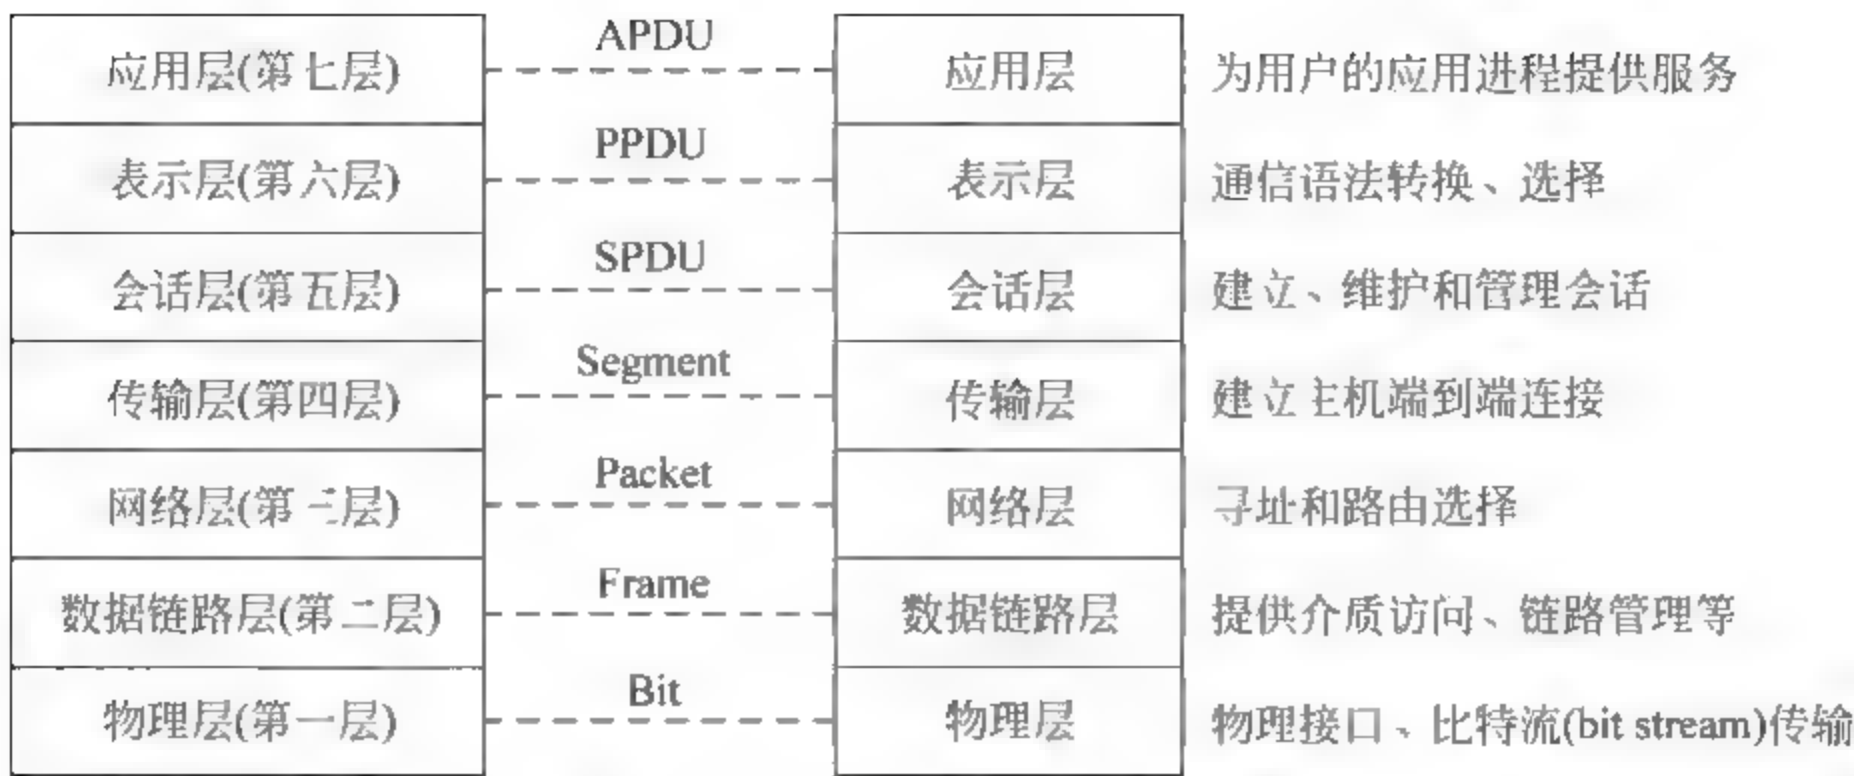 应用层(第七层) APDU 应用层 为用户的应用进程提供服务
表示层(第六层) PPDU 表示层 通信语法转换、选择
会话层(第五层) SPDU 会话层 建立、维护和管理会话
传输层(第四层) Segment 传输层 建立主机端到端连接
网络层(第三层) Packet 网络层 寻址和路由选择
数据链路层(第二层) Frame 数据链路层 提供介质访问、链路管理等
物理层(第一层) Bit 物理层 物理接口、比特流(bit stream)传输